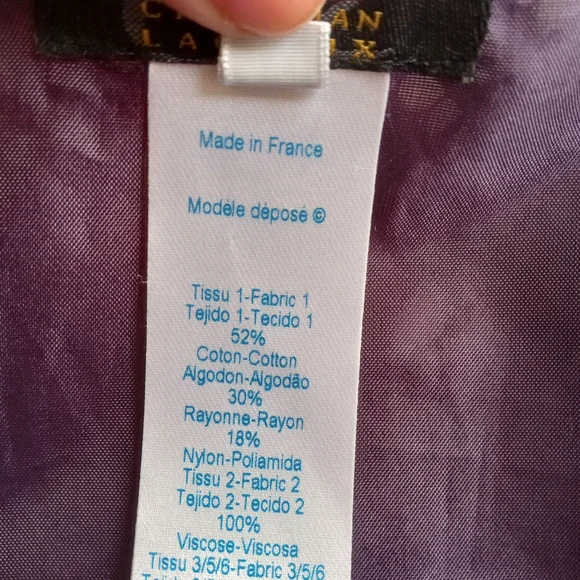 Made in France
Modèle déposé ©
Tissu 1-Fabric 1
Tejido 1-Tecido 1
52%
Coton-Cotton
Algodon-Algodão
30%
Rayonne-Rayon
18%
Nylon-Poliamida
Tissu 2-Fabric 2
Tejido 2-Tecido 2
100%
Viscose-Viscosa
Tissu 3/5/6-Fabric 3/5/6